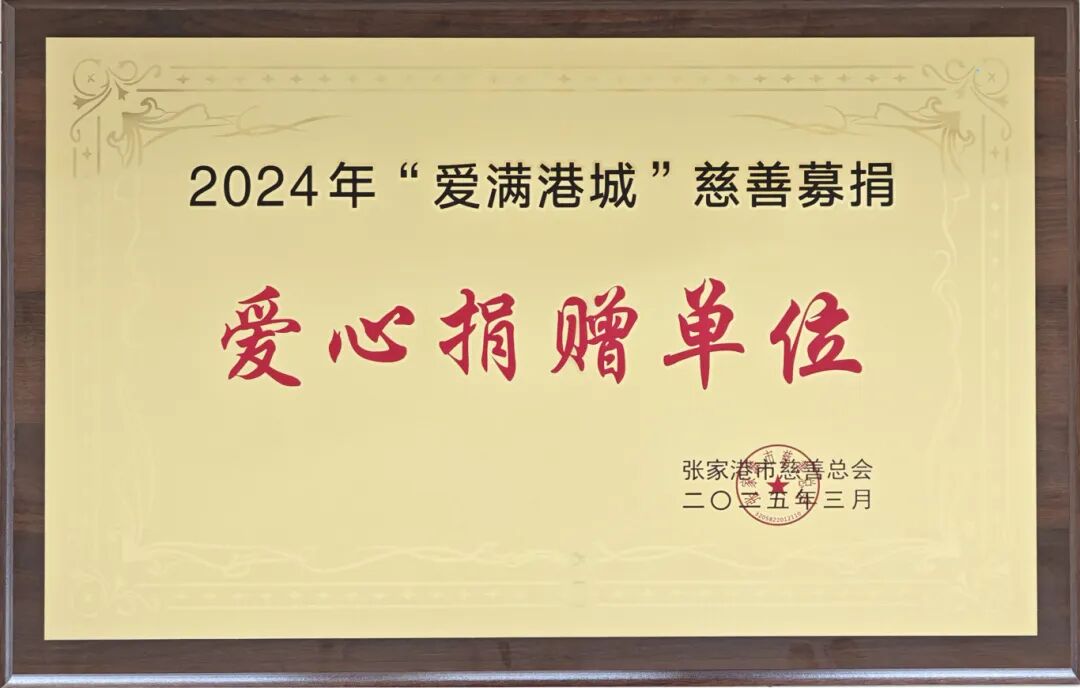 2024年“爱满港城”慈善募捐
爱心捐赠单位
张家港市慈善总会
二〇二五年三月